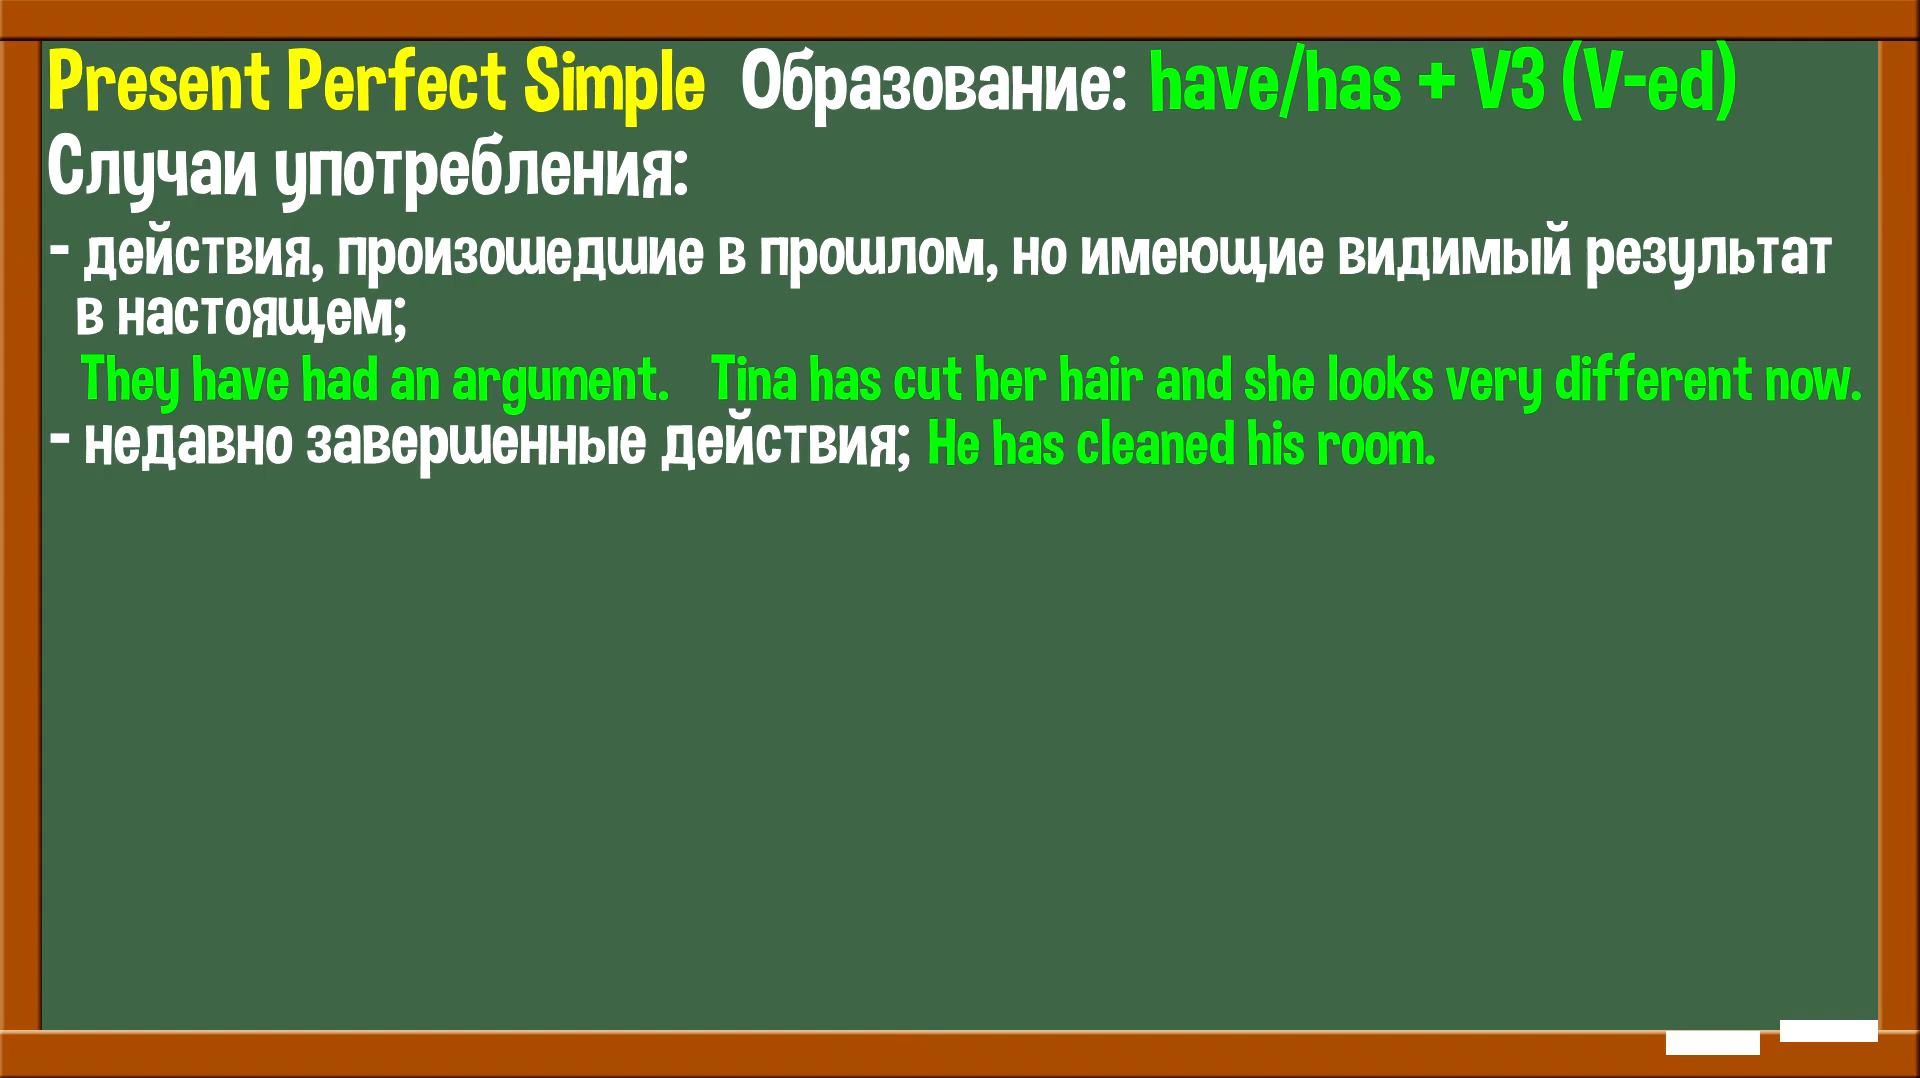 Present Perfect Simple Образование: have/has + V3 (V-ed)
Случаи употребления:
- действия, произошедшие в прошлом, но имеющие видимый результат
в настоящем;
They have had an argument. Tina has cut her hair and she looks very different now.
- недавно завершенные действия; He has cleaned his room.